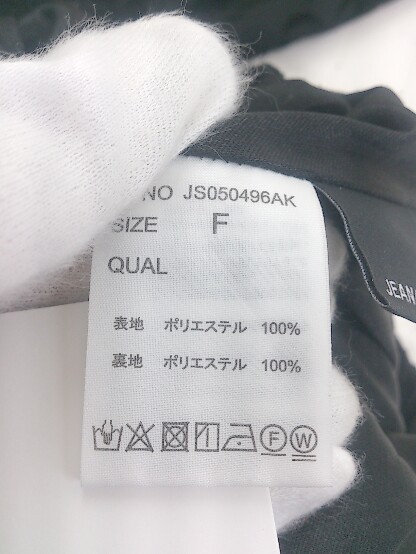 NO JS050496AK
SIZE F
QUAL
表地 ポリエステル 100%
裏地 ポリエステル 100%
F W
JEAN